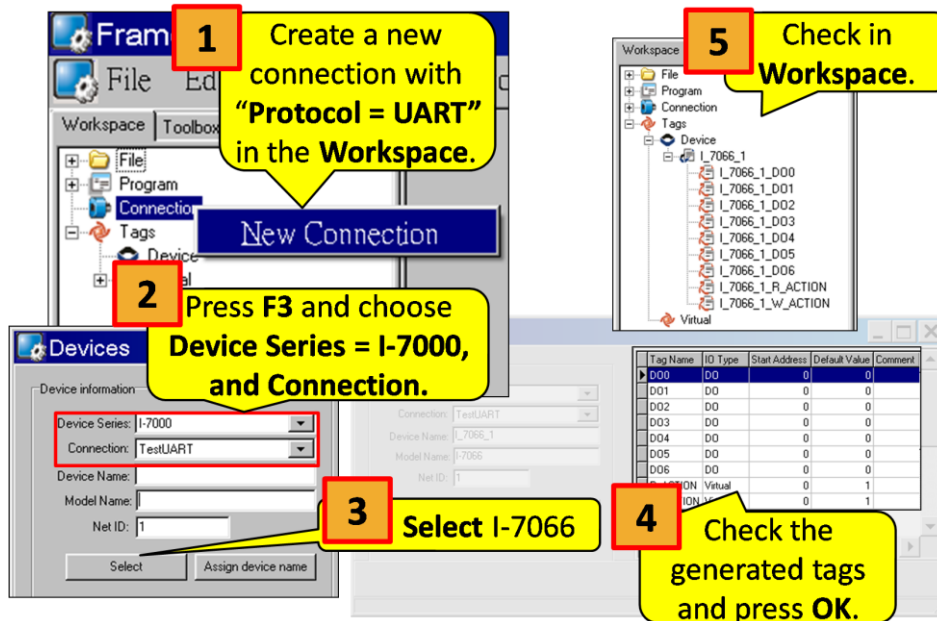 Fram
File Ed
Workspace Toolbox
File
Program
Connection
Tags
Device
New Connection
1
Create a new
connection with
“Protocol = UART”
in the Workspace.
2
Press F3 and choose
Device Series = I-7000,
and Connection.
Devices
Device information
Device Series: I-7000
Connection: TestUART
Device Name:
Model Name:
Net ID: 1
Select Assign device name
3
Select I-7066
Connection: TestUART
Device Name: I_7066_1
Model Name: I-7066
Net ID: 1
Tag Name IO Type Start Address Default Value Comment
DO0 DO 0 0
DO1 DO 0 0
DO2 DO 0 0
DO3 DO 0 0
DO4 DO 0 0
DO5 DO 0 0
DO6 DO 0 0
Virtual 0 1
0 1
4
Check the
generated tags
and press OK.
5
Check in
Workspace.
Workspace
File
Program
Connection
Tags
Device
I_7066_1
I_7066_1_DO0
I_7066_1_DO1
I_7066_1_DO2
I_7066_1_DO3
I_7066_1_DO4
I_7066_1_DO5
I_7066_1_DO6
I_7066_1_R_ACTION
I_7066_1_W_ACTION
Virtual